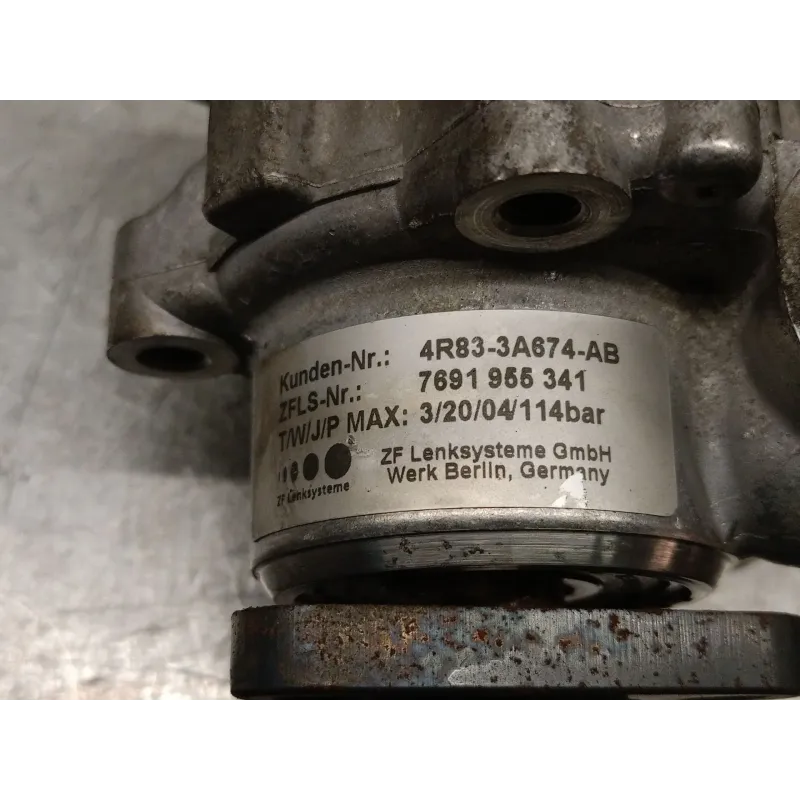 Kunden-Nr.: 4R83-3A674-AB
ZFLS-Nr.: 7691 955 341
T/W/J/P MAX: 3/20/04/114bar
ZF Lenksysteme GmbH
Werk Berlin, Germany
ZF Lenksysteme